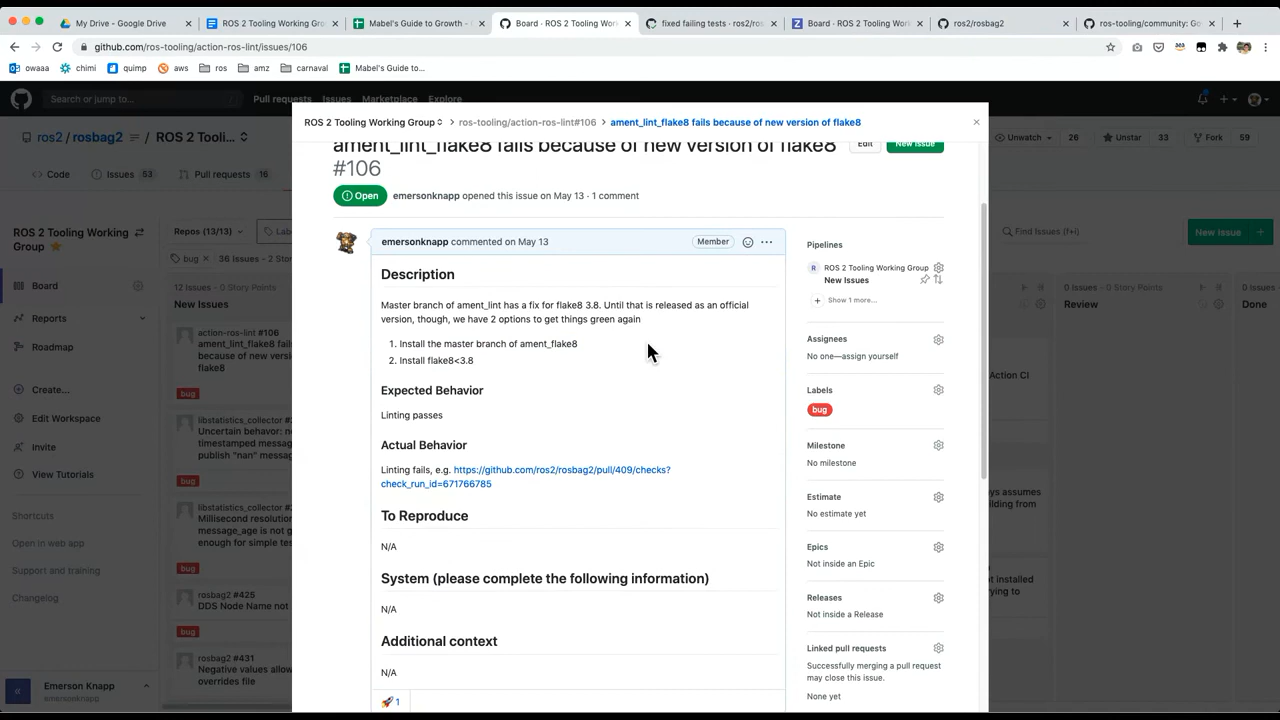 My Drive - Google Drive
ROS 2 Tooling Working Group
Mabel's Guide to Growth -
Board · ROS 2 Tooling Wor
fixed failing tests · ros2/ros
Board - ROS 2 Tooling Work
ros2/rosbag2
ros-tooling/community: Go
github.com/ros-tooling/action-ros-lint/issues/106
owaaa
chimi
quimp
aws
ros
amz
carnaval
Mabel's Guide to...
Search or jump to...
Pull requests
Issues
Marketplace
Explore
ros2 / rosbag2 / ROS 2 Tooli...
Unwatch
26
Unstar
33
Fork
59
Code
Issues 53
Pull requests 16
ROS 2 Tooling Working
Group
Board
Reports
Roadmap
Create...
Edit Workspace
Invite
View Tutorials
Shortcuts
Open in web app
Support and training
Changelog
Emerson Knapp
emersonknapp
Repos (13/13)
bug
36 Issues · 2 Stor
12 Issues · 0 Story Points
New Issues
action-ros-lint #106
ament_lint_flake8 fails
because of new version of
flake8
bug
Uncertain behavior: no
timestamped messag
publish "nan" messag
bug
Millisecond resolution
message_age is not g
enough for simple tes
bug
rosbag2 #425
DDS Node Name not
bug
rosbag2 #431
Negative values allow
overrides file
ROS 2 Tooling Working Group
ros-tooling/action-ros-lint#106
ament_lint_flake8 fails because of new version of flake8
ament_lint_flake8 fails because of new version of flake8
#106
Edit
New Issue
Open
emersonknapp opened this issue on May 13 · 1 comment
emersonknapp commented on May 13
Member
Description
Master branch of ament_lint has a fix for flake8 3.8. Until that is released as an official
version, though, we have 2 options to get things green again
1. Install the master branch of ament_flake8
2. Install flake8<3.8
Expected Behavior
Linting passes
Actual Behavior
Linting fails, e.g. https://github.com/ros2/rosbag2/pull/409/checks?
check_run_id=671766785
To Reproduce
N/A
System (please complete the following information)
N/A
Additional context
N/A
1
Pipelines
R ROS 2 Tooling Working Group
New Issues
Show 1 more...
Assignees
No one—assign yourself
Labels
bug
Milestone
No milestone
Estimate
No estimate yet
Epics
Not inside an Epic
Releases
Not inside a Release
Linked pull requests
Successfully merging a pull request
may close this issue.
None yet
Find Issues (f+i)
New Issue
0 Issues · 0 Story Points
Review
Done
Action CI